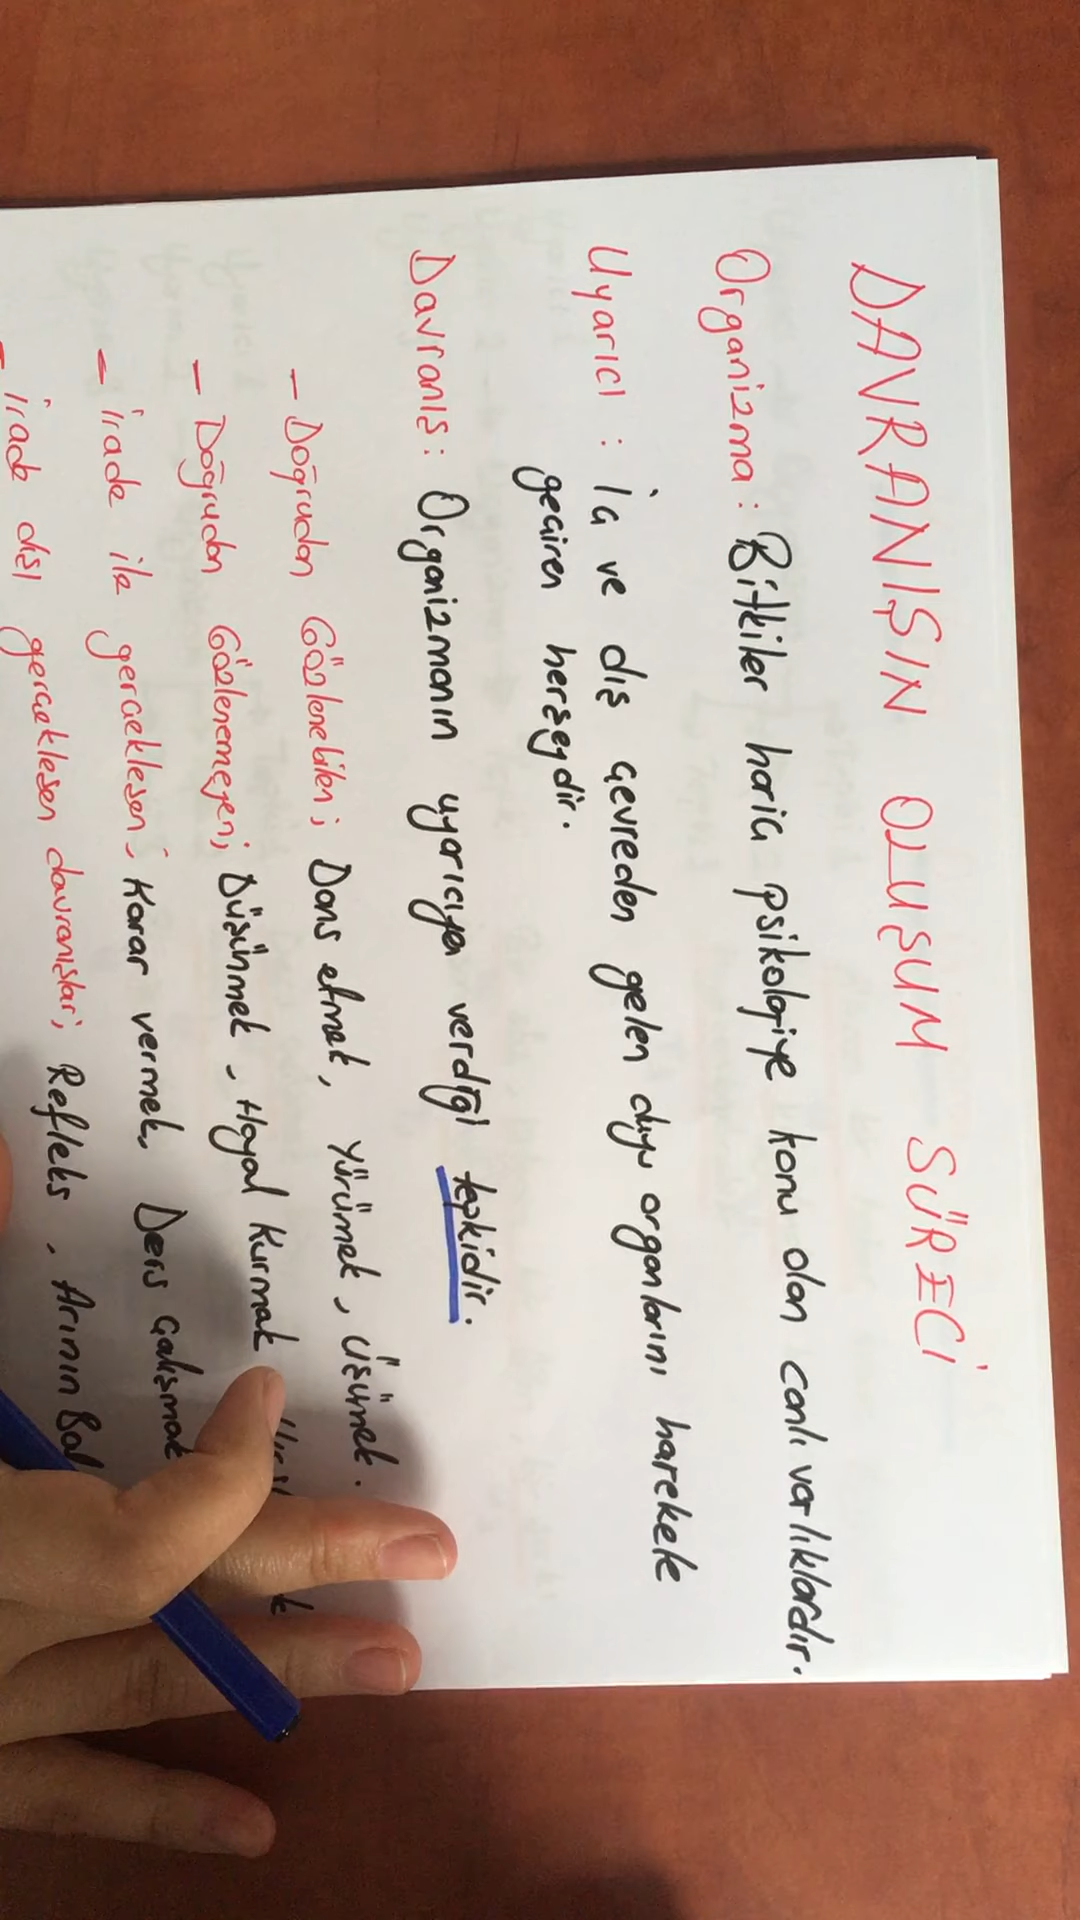 DAVRANIŞIN OLUŞUM SÜRECİ
Organizma: Bitkiler hariç psikolojiye konu olan canlı varlıklardır.
Uyarıcı : İç ve dış çevreden gelen duyu organlarını harekete
geçiren herşeydir.
Davranış: Organizmanın uyarıcıya verdiği tepkidir.
- Doğrudan Gözlenebilen; Dans etmek, Yürümek, Üşümek.
- Doğrudan Gözlenemeyen; Düşünmek, Hayal Kurmak
- İrade ile gerçekleşen; Karar vermek, Ders çalışmak
- İrade dışı gerçekleşen davranışlar; Refleks, Arının Bal